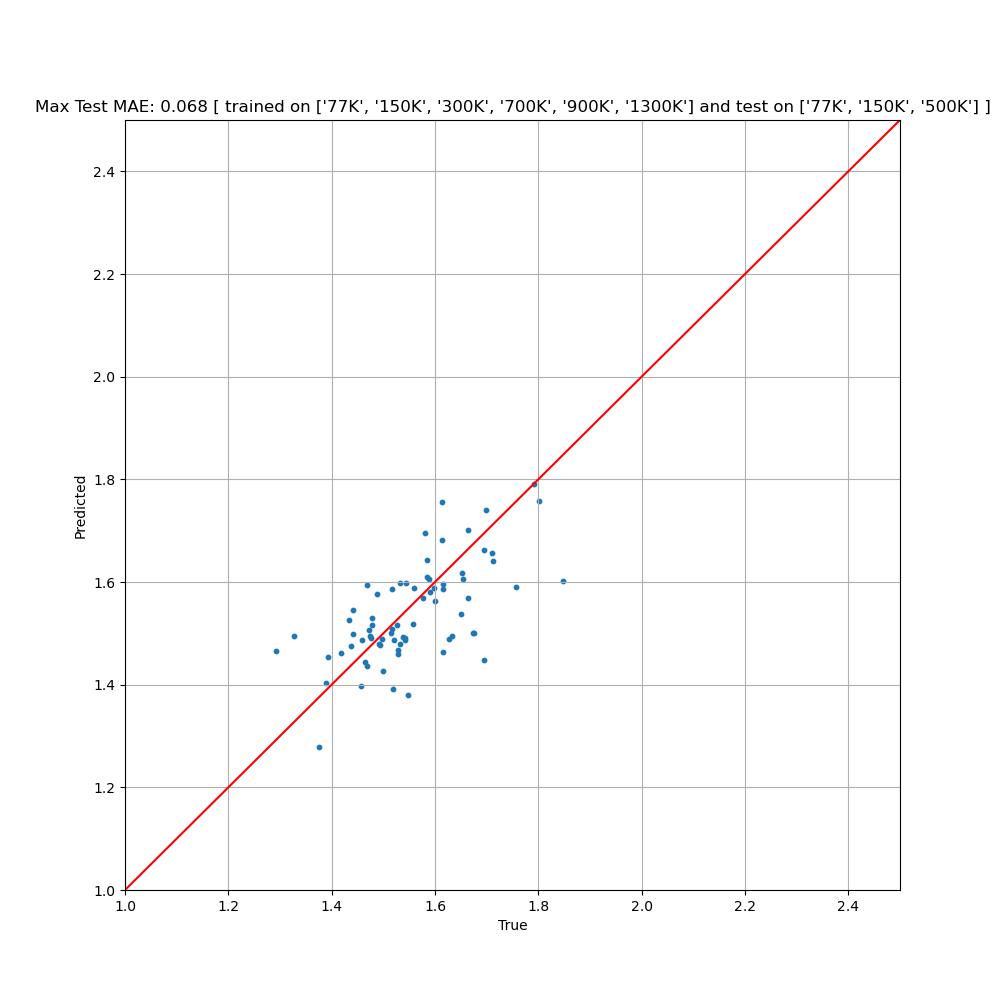 Max Test MAE: 0.068 [ trained on ['77K', '150K', '300K', '700K', '900K', '1300K'] and test on ['77K', '150K', '500K'] ]
2.4
2.2
2.0
1.8
1.6
1.4
1.2
1.0
Predicted
1.0 1.2 1.4 1.6 1.8 2.0 2.2 2.4
True